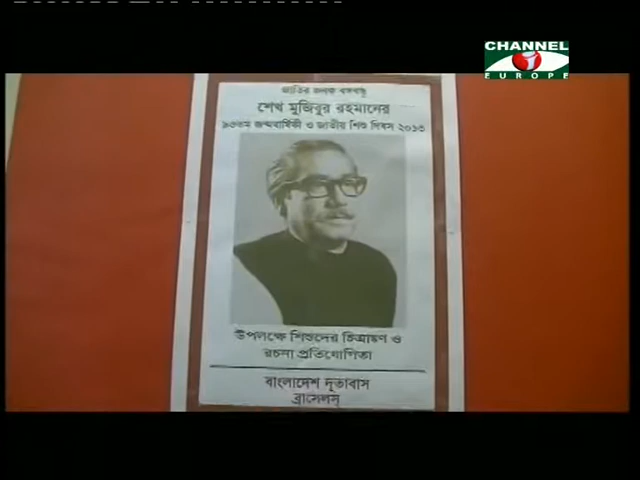 CHANNEL
i
EUROPE
জাতির জনক বঙ্গবন্ধু
শেখ মুজিবুর রহমানের
৯৩তম জন্মবার্ষিকী ও জাতীয় শিশু দিবস ২০১৩
উপলক্ষে শিশুদের চিত্রাঙ্কণ ও
রচনা প্রতিযোগিতা
বাংলাদেশ দূতাবাস
ব্রাসেলস্